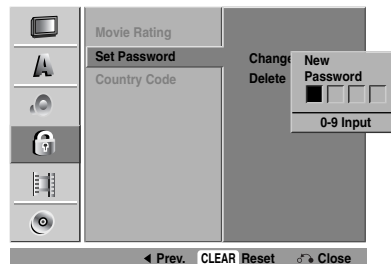 Movie Rating
Set Password
Country Code
Change
Delete
New
Password
0-9 Input
◀ Prev. CLEAR Reset Close